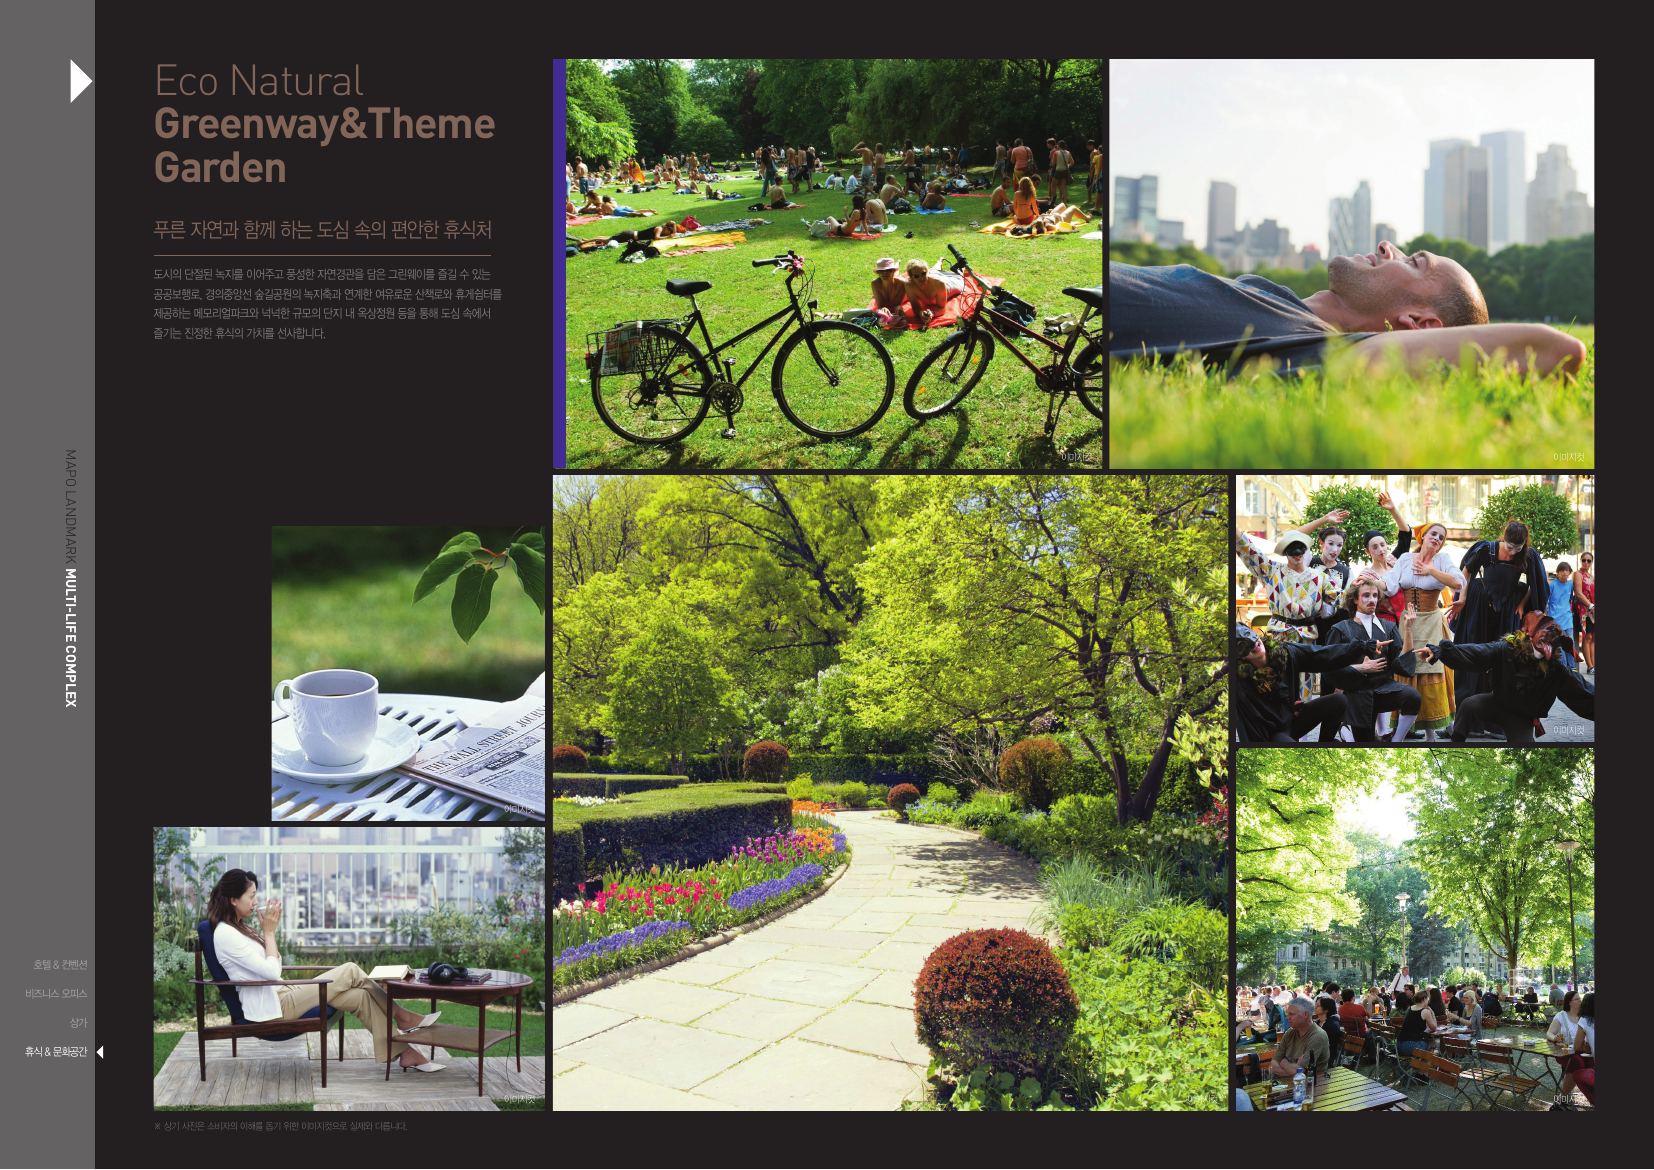 Eco Natural
Greenway&Theme
Garden
푸른 자연과 함께 하는 도심 속의 편안한 휴식처
도시의 단절된 녹지를 이어주고 풍성한 자연경관을 담은 그린웨이를 즐길 수 있는
공공보행로, 경의중앙선 숲길공원의 녹지축과 연계한 여유로운 산책로와 휴게쉼터를
제공하는 메모리얼파크와 넉넉한 규모의 단지 내 옥상정원 등을 통해 도심 속에서
즐기는 진정한 휴식의 가치를 선사합니다.
이미지컷
이미지컷
MAPO LANDMARK MULTI-LIFE COMPLEX
THE WALL STREET JOUR
이미지컷
이미지컷
호텔 & 컨벤션
비즈니스 오피스
상가
휴식 & 문화공간
이미지컷
이미지컷
이미지컷
※ 상기 사진은 소비자의 이해를 돕기 위한 이미지컷으로 실제와 다릅니다.